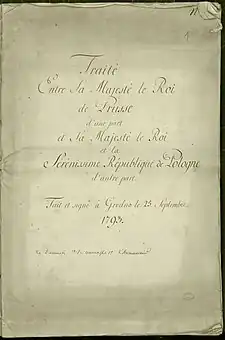 Traité
Entre Sa Majesté le Roi
de Prusse
d'une part
et Sa Majesté le Roi
et la
Sérénissime République de Pologne
d'autre part.
Fait et signé à Grodno le 25. Septembre
1793.